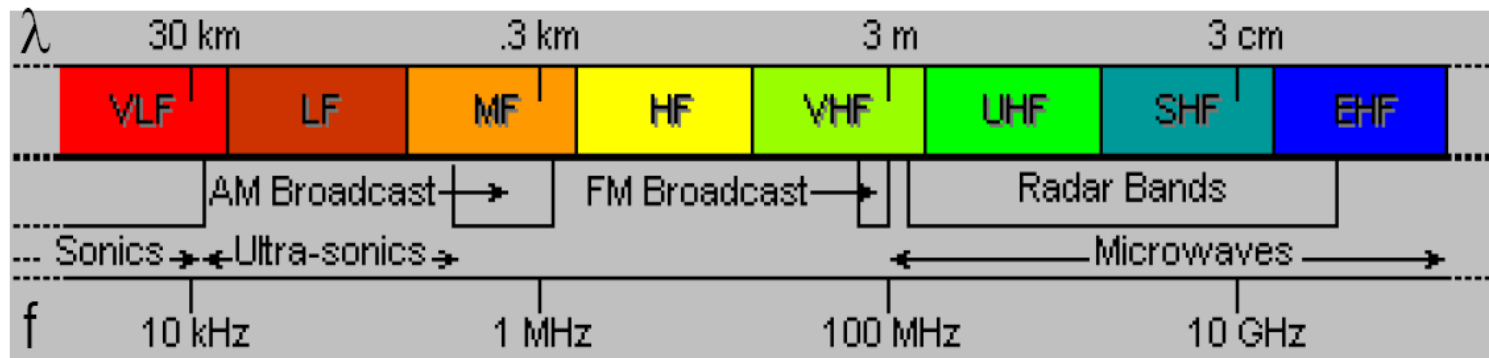 λ 30 km .3 km 3 m 3 cm
VLF LF MF HF VHF UHF SHF EHF
AM Broadcast FM Broadcast Radar Bands
Sonics Ultra-sonics Microwaves
f 10 kHz 1 MHz 100 MHz 10 GHz